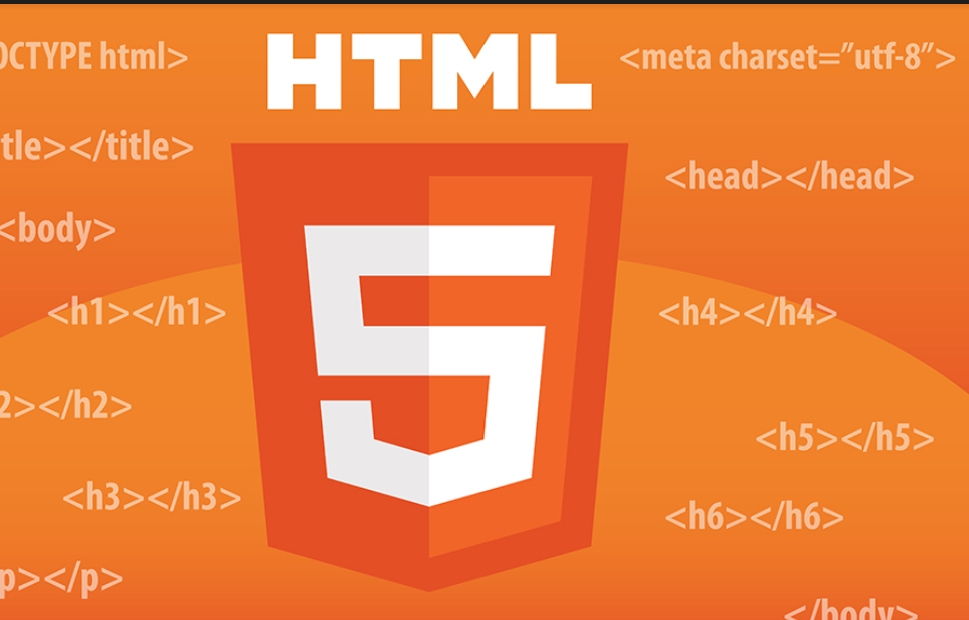 HTML
OCTYPE html>
<meta charset="utf-8">
tle></title>
<head></head>
<body>
5
<h1></h1>
<h4></h4>
2></h2>
<h5></h5>
<h3></h3>
<h6></h6>
p></p>
</body>